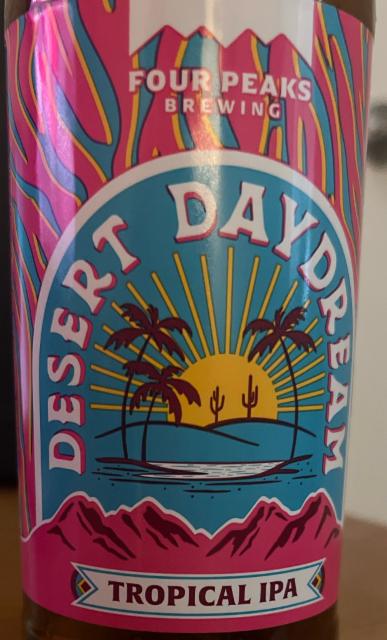 FOUR PEAKS
BREWING
DESERT DAYDREAM
TROPICAL IPA